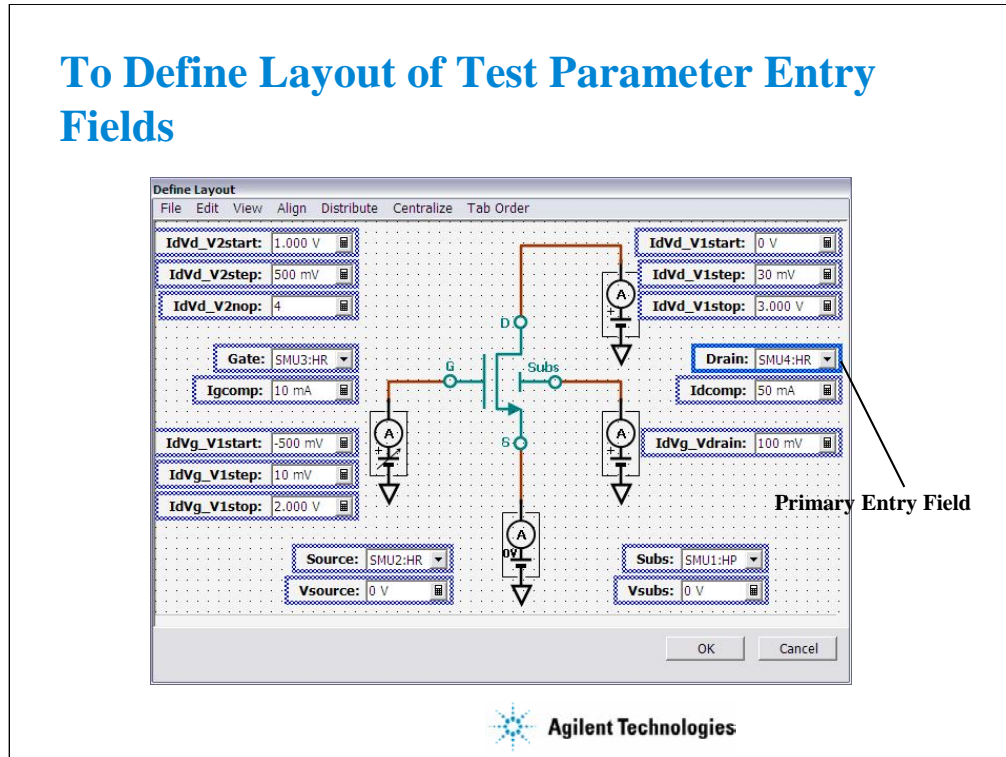 To Define Layout of Test Parameter Entry
Fields
Define Layout
File Edit View Align Distribute Centralize Tab Order
IdVd_V2start: 1.000 V
IdVd_V2step: 500 mV
IdVd_V2nop: 4
IdVd_V1start: 0 V
IdVd_V1step: 30 mV
IdVd_V1stop: 3.000 V
A
+
D
Gate: SMU3:HR
Igcomp: 10 mA
G
Subs
Drain: SMU4:HR
Idcomp: 50 mA
IdVg_V1start: -500 mV
IdVg_V1step: 10 mV
IdVg_V1stop: 2.000 V
A
+
S
A
+
IdVg_Vdrain: 100 mV
Primary Entry Field
Source: SMU2:HR
Vsource: 0 V
A
0V
Subs: SMU1:HP
Vsubs: 0 V
OK Cancel
Agilent Technologies